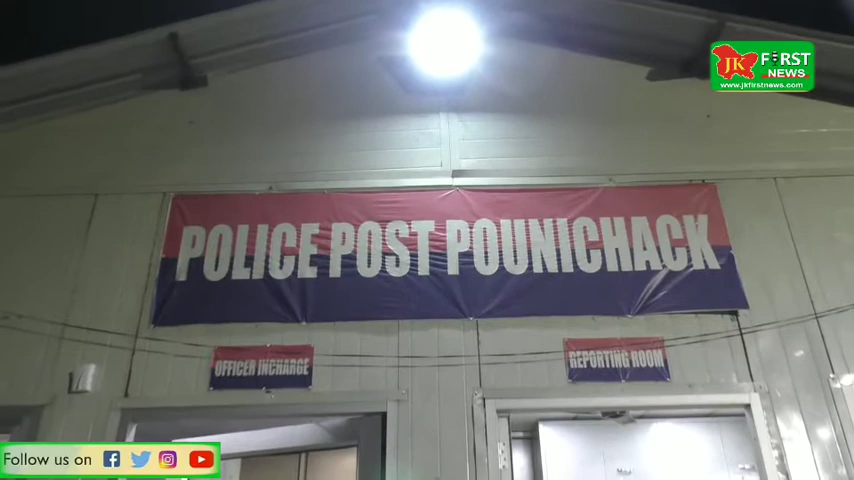 JK FIRST
NEWS
www.jkfirstnews.com
POLICE POST POUNICHACK
OFFICER INCHARGE
REPORTING ROOM
Follow us on